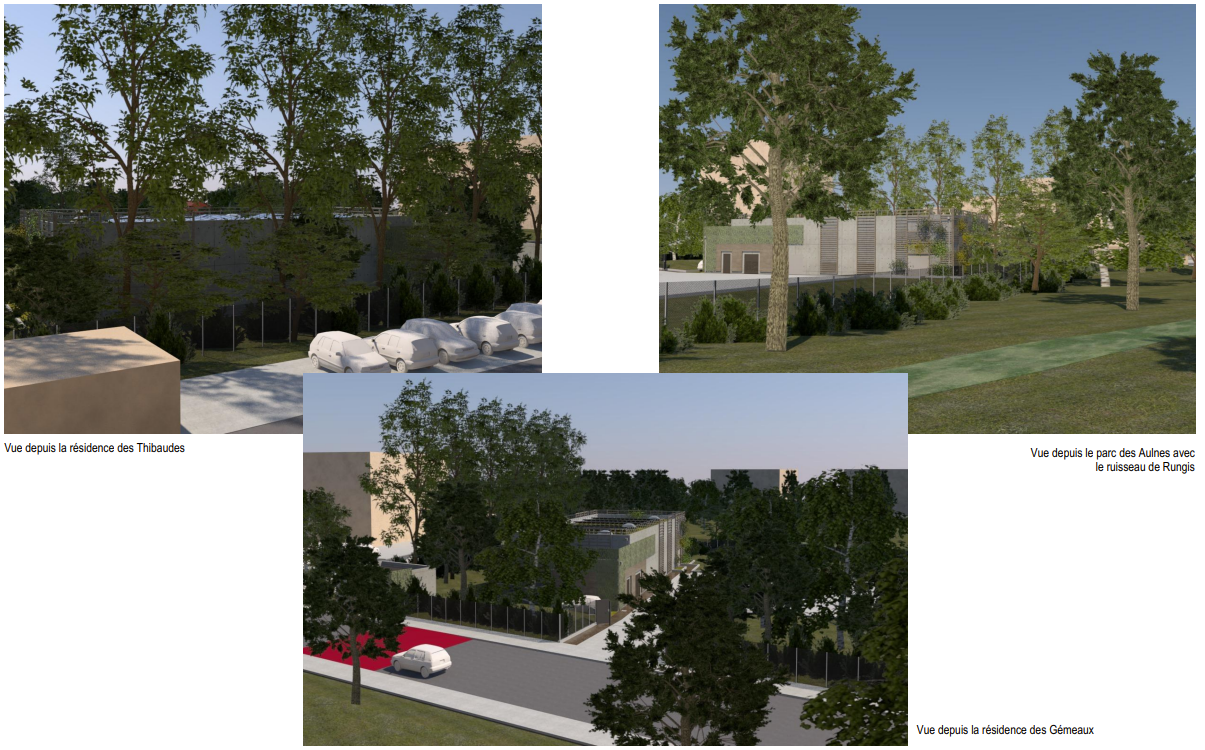 Vue depuis la résidence des Thibaudes
Vue depuis le parc des Aulnes avec
le ruisseau de Rungis
Vue depuis la résidence des Gémeaux